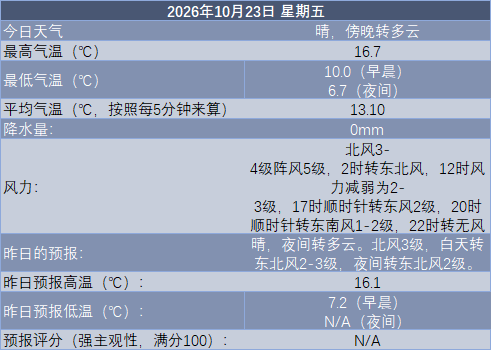 2026年10月23日 星期五
今日天气 晴，傍晚转多云
最高气温（℃） 16.7
最低气温（℃） 10.0（早晨）
6.7（夜间）
平均气温（℃，按照每5分钟来算） 13.10
降水量： 0mm
风力：
北风3-
4级阵风5级，2时转东北风，12时风
力减弱为2-
3级，17时顺时针转东风2级，20时
顺时针转东南风1-2级，22时转无风
昨日的预报：
晴，夜间转多云。北风3级，白天转
东北风2-3级，夜间转东北风2级。
昨日预报高温（℃）： 16.1
昨日预报低温（℃）： 7.2（早晨）
N/A（夜间）
预报评分（强主观性，满分100）： N/A